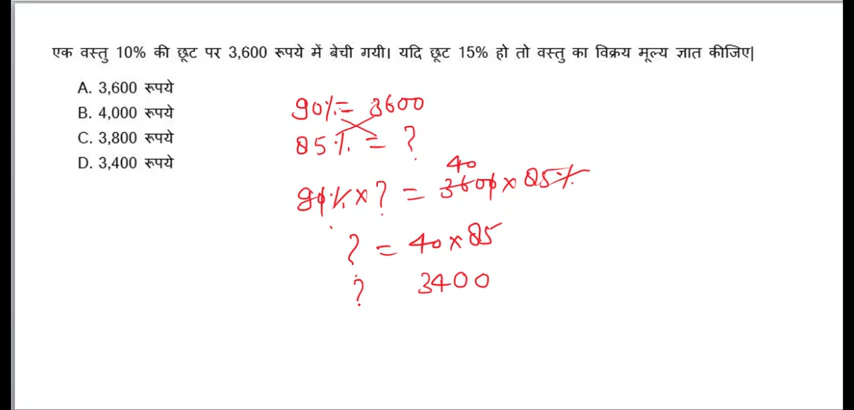 एक वस्तु 10% की छूट पर 3,600 रूपये में बेची गयी। यदि छूट 15% हो तो वस्तु का विक्रय मूल्य ज्ञात कीजिए|
A. 3,600 रूपये
B. 4,000 रूपये
C. 3,800 रूपये
D. 3,400 रूपये
90% = 3600
85% = ?
40
90% x ? = 3600 x 85%
? = 40 x 85
? 3400